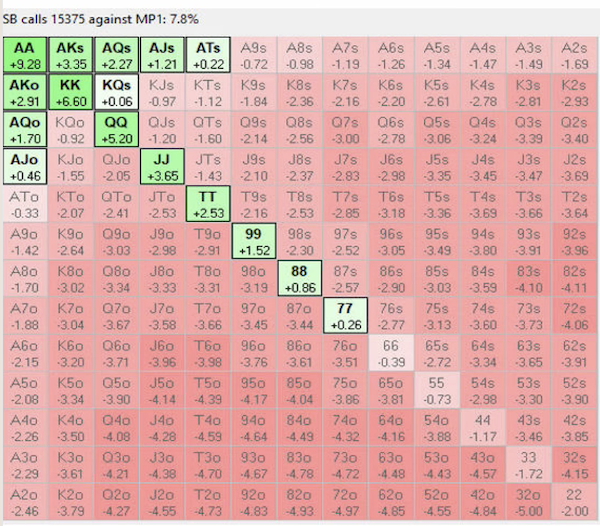 SB calls 15375 against MP1: 7.8%
AA AKs AQs AJs ATs A9s A8s A7s A6s A5s A4s A3s A2s
+9.28 +3.35 +2.27 +1.21 +0.22 -0.72 -0.98 -1.19 -1.26 -1.34 -1.47 -1.49 -1.69
AKo KK KQs KJs KTs K9s K8s K7s K6s K5s K4s K3s K2s
+2.91 +6.60 +0.06 -0.97 -1.12 -1.84 -2.36 -2.16 -2.20 -2.61 -2.78 -2.81 -2.93
AQo KQo QQ QJs QTs Q9s Q8s Q7s Q6s Q5s Q4s Q3s Q2s
+1.70 -0.92 +5.20 -1.20 -1.60 -2.14 -2.56 -3.00 -2.78 -3.06 -3.24 -3.39 -3.40
AJo KJo QJo JJ JTs J9s J8s J7s J6s J5s J4s J3s J2s
+0.46 -1.55 -2.05 +3.65 -1.43 -2.10 -2.37 -2.83 -2.98 -3.35 -3.45 -3.47 -3.69
ATo KTo QTo JTo TT T9s T8s T7s T6s T5s T4s T3s T2s
-0.33 -2.07 -2.41 -2.53 +2.53 -2.16 -2.53 -2.85 -3.18 -3.36 -3.69 -3.66 -3.64
A9o K9o Q9o J9o T9o 99 98s 97s 96s 95s 94s 93s 92s
-1.42 -2.64 -3.03 -2.98 -2.91 +1.52 -2.30 -2.52 -3.05 -3.49 -3.80 -3.91 -3.96
A8o K8o Q8o J8o T8o 98o 88 87s 86s 85s 84s 83s 82s
-1.70 -3.02 -3.34 -3.33 -3.31 -3.19 +0.86 -2.57 -2.90 -3.03 -3.59 -4.10 -4.11
A7o K7o Q7o J7o T7o 97o 87o 77 76s 75s 74s 73s 72s
-1.88 -3.04 -3.67 -3.58 -3.66 -3.45 -3.44 +0.26 -2.77 -3.13 -3.60 -3.73 -4.06
A6o K6o Q6o J6o T6o 96o 86o 76o 66 65s 64s 63s 62s
-2.15 -3.20 -3.71 -3.96 -3.98 -3.76 -3.61 -3.51 -0.39 -2.72 -3.34 -3.65 -3.91
A5o K5o Q5o J5o T5o 95o 85o 75o 65o 55 54s 53s 52s
-2.08 -3.34 -3.90 -4.14 -4.39 -4.17 -4.04 -3.86 -3.81 -0.73 -2.98 -3.30 -3.90
A4o K4o Q4o J4o T4o 94o 84o 74o 64o 54o 44 43s 42s
-2.26 -3.50 -4.08 -4.28 -4.59 -4.64 -4.49 -4.32 -4.16 -3.88 -1.17 -3.46 -3.85
A3o K3o Q3o J3o T3o 93o 83o 73o 63o 53o 43o 33 32s
-2.29 -3.61 -4.21 -4.38 -4.70 -4.67 -4.78 -4.72 -4.48 -4.43 -4.57 -1.72 -4.15
A2o K2o Q2o J2o T2o 92o 82o 72o 62o 52o 42o 32o 22
-2.46 -3.79 -4.27 -4.55 -4.73 -4.83 -4.93 -4.97 -4.85 -4.55 -4.84 -5.00 -2.00